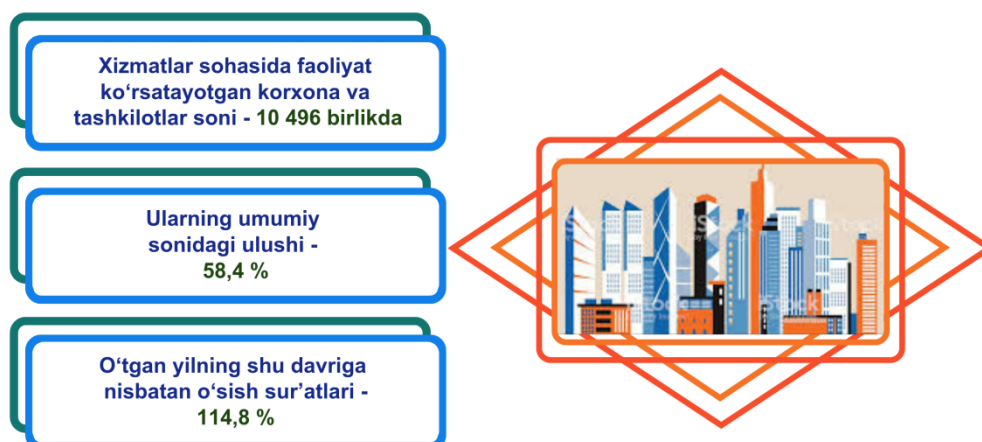 Xizmatlar sohasida faoliyat
ko‘rsatayotgan korxona va
tashkilotlar soni - 10 496 birlikda
Ularning umumiy
sonidagi ulushi -
58,4 %
O‘tgan yilning shu davriga
nisbatan o‘sish sur’atlari -
114,8 %